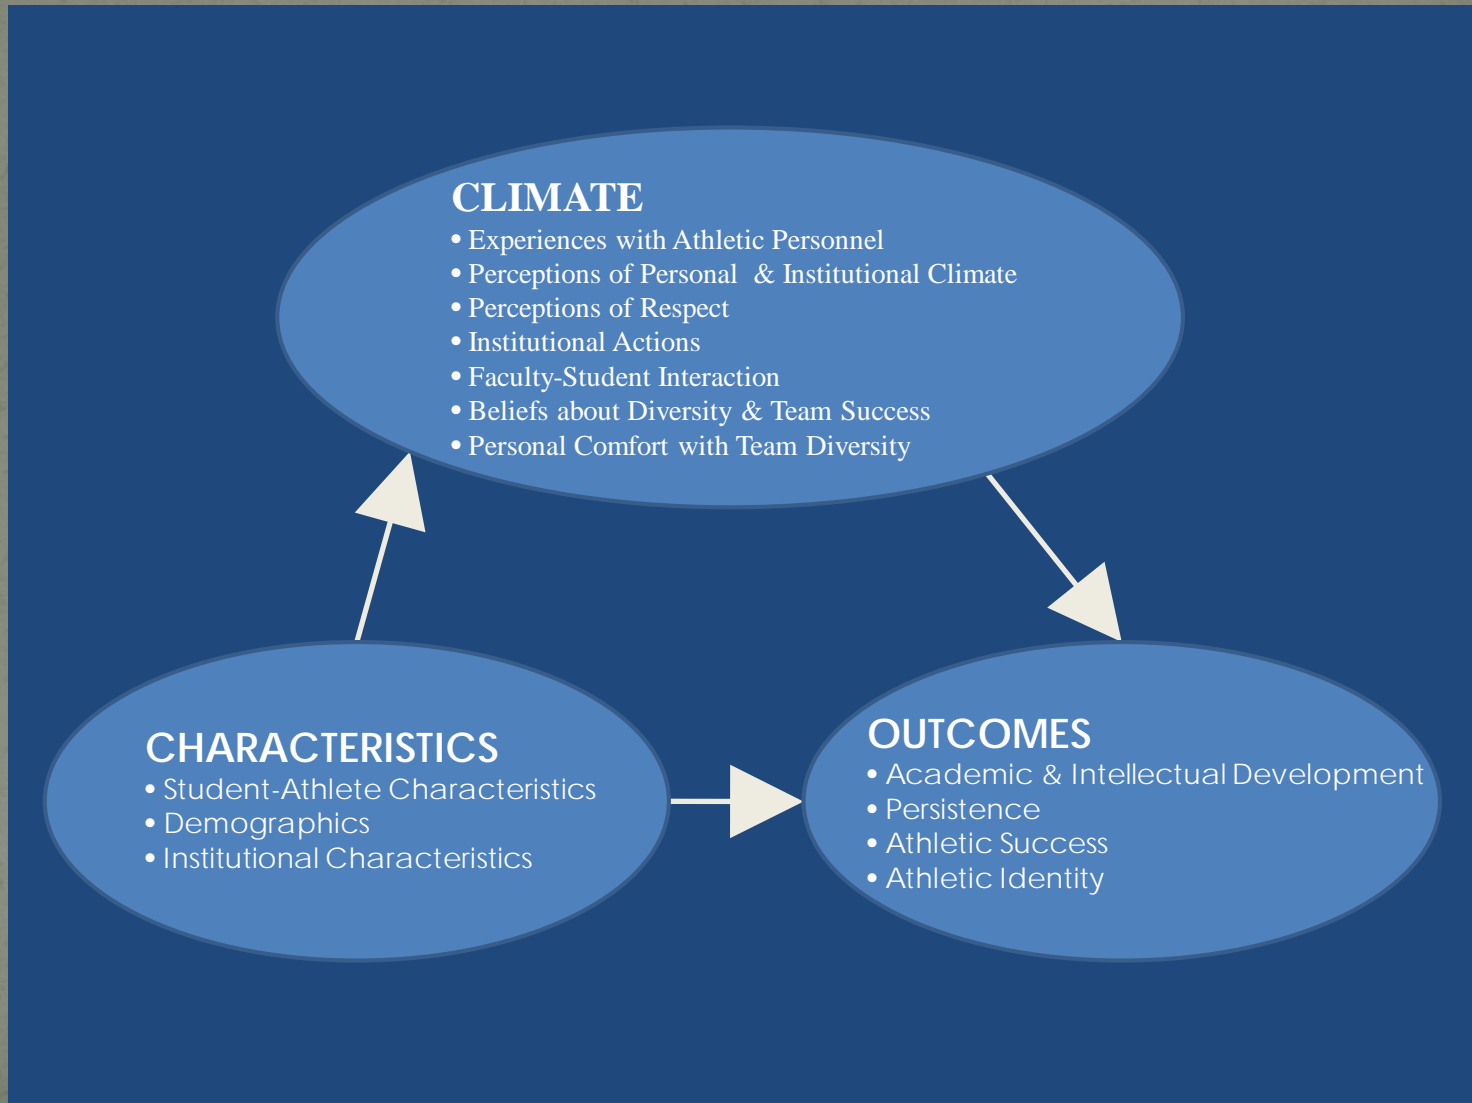 CLIMATE
• Experiences with Athletic Personnel
• Perceptions of Personal & Institutional Climate
• Perceptions of Respect
• Institutional Actions
• Faculty-Student Interaction
• Beliefs about Diversity & Team Success
• Personal Comfort with Team Diversity
CHARACTERISTICS
• Student-Athlete Characteristics
• Demographics
• Institutional Characteristics
OUTCOMES
• Academic & Intellectual Development
• Persistence
• Athletic Success
• Athletic Identity